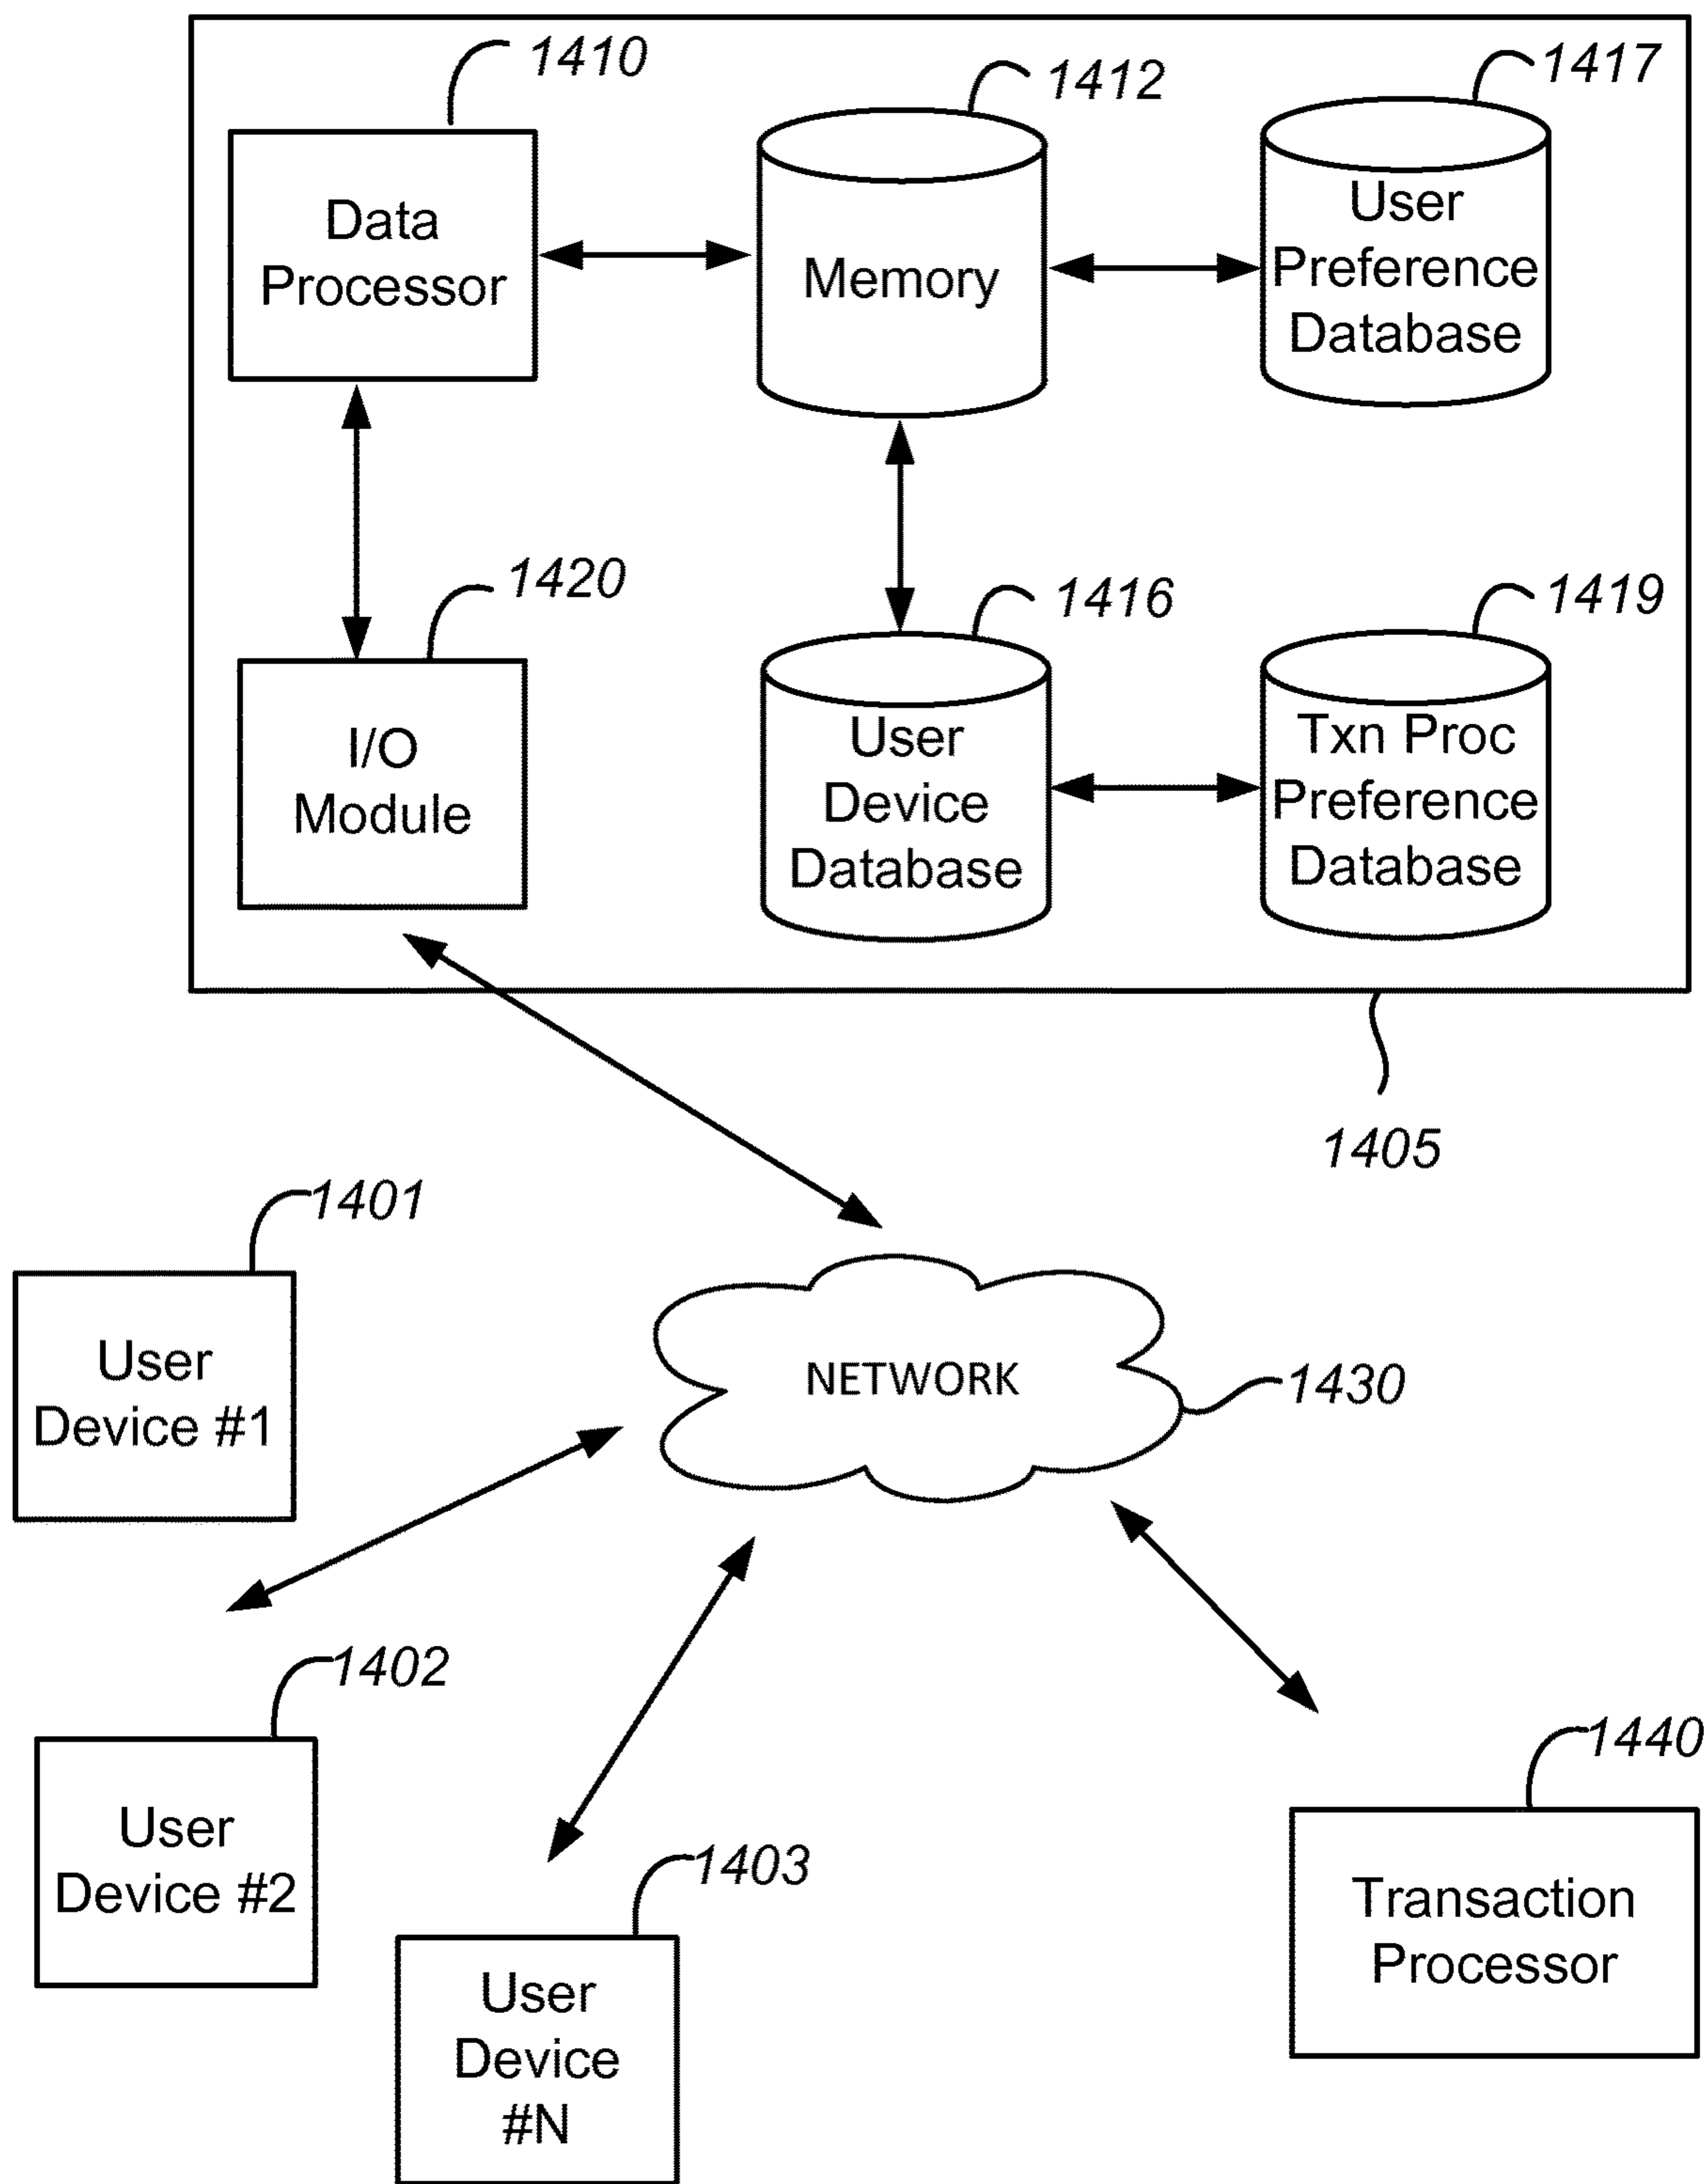 1410
1412
1417
Data
Processor
Memory
User
Preference
Database
1420
1416
1419
I/O
Module
User
Device
Database
Txn Proc
Preference
Database
1405
1401
User
Device #1
NETWORK
1430
1402
User
Device #2
1403
User
Device
#N
1440
Transaction
Processor